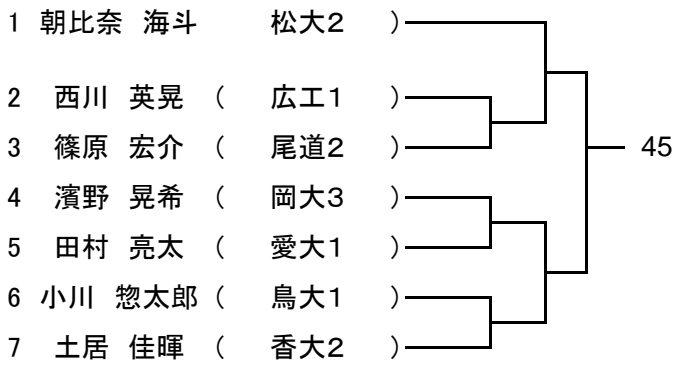 1 朝比奈 海斗 松大2 )
2 西川 英晃 ( 広工1 )
3 篠原 宏介 ( 尾道2 )
45
4 濱野 晃希 ( 岡大3 )
5 田村 亮太 ( 愛大1 )
6 小川 惣太郎 ( 鳥大1 )
7 土居 佳暉 ( 香大2 )